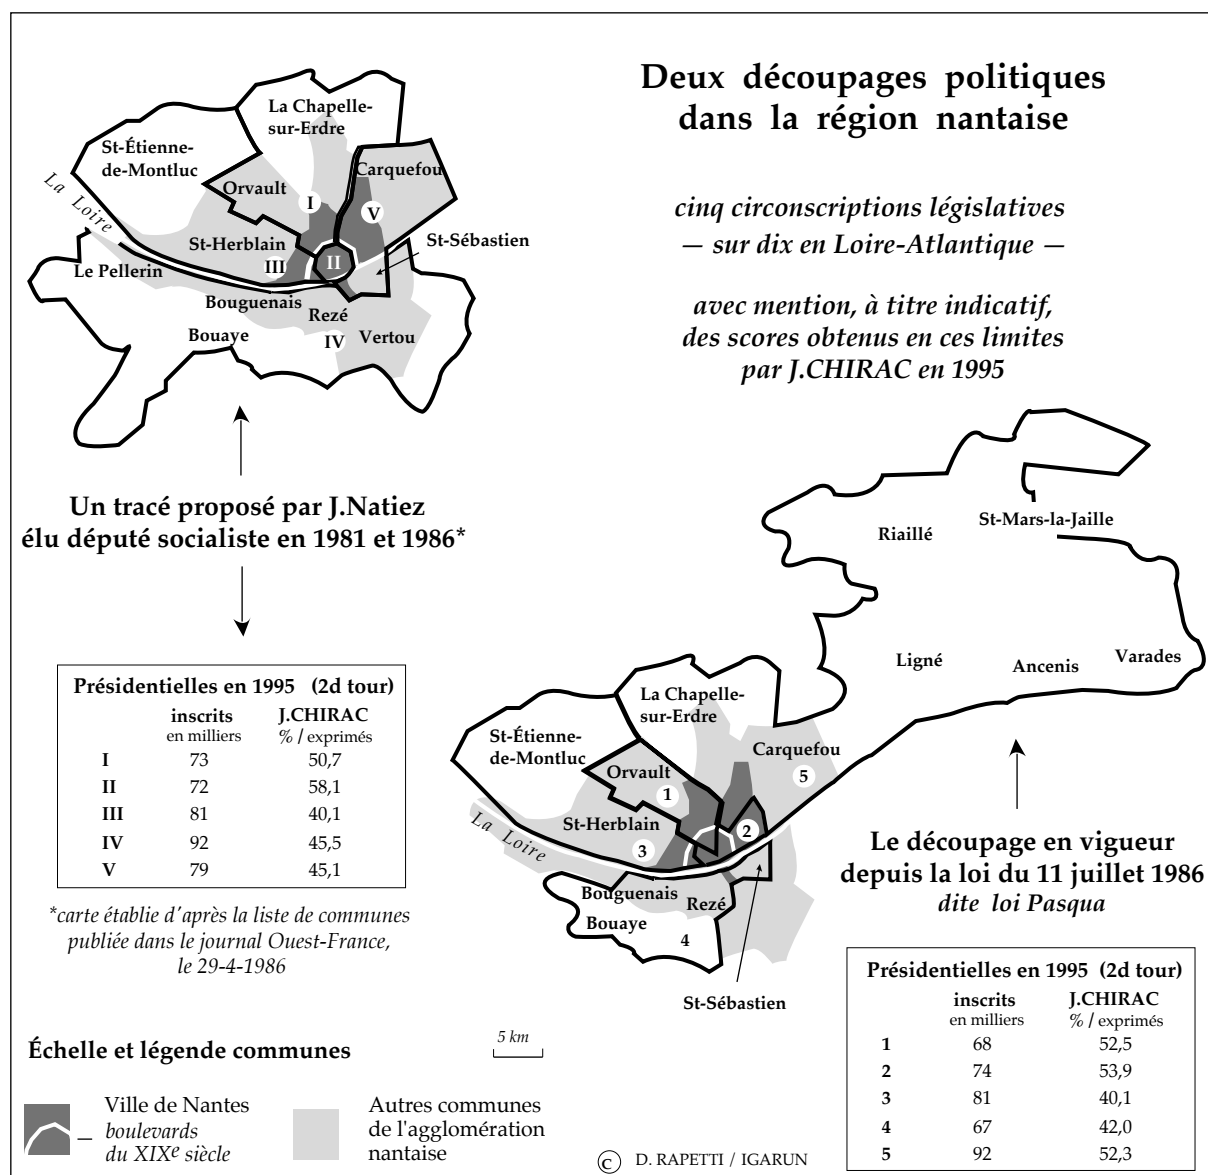 Deux découpages politiques
dans la région nantaise
cinq circonscriptions législatives
— sur dix en Loire-Atlantique —
avec mention, à titre indicatif,
des scores obtenus en ces limites
par J.CHIRAC en 1995
La Chapelle-
sur-Erdre
St-Étienne-
de-Montluc
Carquefou
Orvault
La Loire
I
V
St-Herblain
St-Sébastien
III
II
Le Pellerin
Bouguenais
Rezé
Bouaye
IV
Vertou
Un tracé proposé par J.Natiez
élu député socialiste en 1981 et 1986*
Présidentielles en 1995 (2d tour)
inscrits J.CHIRAC
en milliers % / exprimés
I 73 50,7
II 72 58,1
III 81 40,1
IV 92 45,5
V 79 45,1
*carte établie d'après la liste de communes
publiée dans le journal Ouest-France,
le 29-4-1986
St-Mars-la-Jaille
Riaillé
Ligné
Ancenis
Varades
La Chapelle-
sur-Erdre
St-Étienne-
de-Montluc
Carquefou
Orvault
5
1
La Loire
St-Herblain
2
3
Bouguenais
Rezé
Bouaye
4
St-Sébastien
Le découpage en vigueur
depuis la loi du 11 juillet 1986
dite loi Pasqua
Présidentielles en 1995 (2d tour)
inscrits J.CHIRAC
en milliers % / exprimés
1 68 52,5
2 74 53,9
3 81 40,1
4 67 42,0
5 92 52,3
Échelle et légende communes
5 km
Ville de Nantes
— boulevards
du XIXe siècle
Autres communes
de l'agglomération
nantaise
© D. RAPETTI / IGARUN